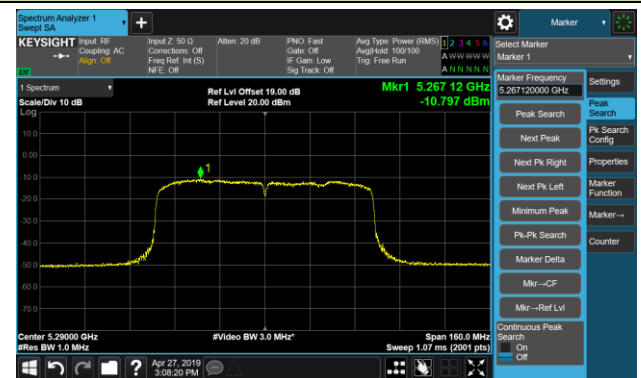 Spectrum Analyzer 1
Swept SA
Marker
KEYSIGHT
Input: RF
Coupling: AC
Align: Off
Input Z: 50 Ω
Corrections: Off
Freq Ref: Int (S)
NFE: Off
Atten: 20 dB
PNO: Fast
Gate: Off
IF Gain: Low
Sig Track: Off
Avg Type: Power (RMS)
Avg|Hold: 100/100
Trig: Free Run
1 2 3 4 5 6
A W W W W W
A N N N N N
Select Marker
Marker 1
1 Spectrum
Scale/Div 10 dB
Log
Ref Lvl Offset 19.00 dB
Ref Level 20.00 dBm
Mkr1 5.267 12 GHz
-10.797 dBm
10.0
0.00
-10.0
-20.0
-30.0
-40.0
-50.0
-60.0
-70.0
1
Center 5.29000 GHz
#Res BW 1.0 MHz
#Video BW 3.0 MHz*
Span 160.0 MHz
Sweep 1.07 ms (2001 pts)
Marker Frequency
5.267120000 GHz
Peak Search
Next Peak
Next Pk Right
Next Pk Left
Minimum Peak
Pk-Pk Search
Marker Delta
Mkr→CF
Mkr→Ref Lvl
Continuous Peak
Search
On
Off
Settings
Peak
Search
Pk Search
Config
Properties
Marker
Function
Marker→
Counter
?
Apr 27, 2019
3:08:20 PM